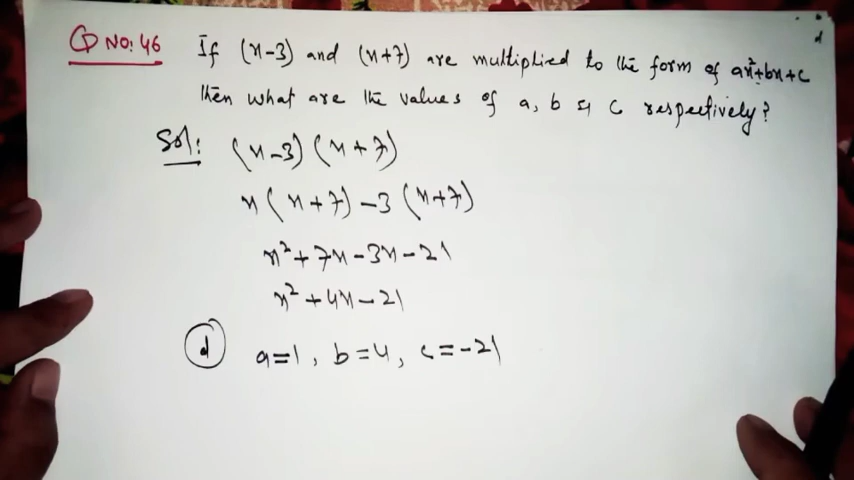 Q NO: 46 If (x-3) and (x+7) are multiplied to the form of ax²+bx+c
then what are the values of a, b & c respectively?
Sol: (x-3) (x+7)
x(x+7)-3(x+7)
x²+7x-3x-21
x²+4x-21
d a=1, b=4, c=-21